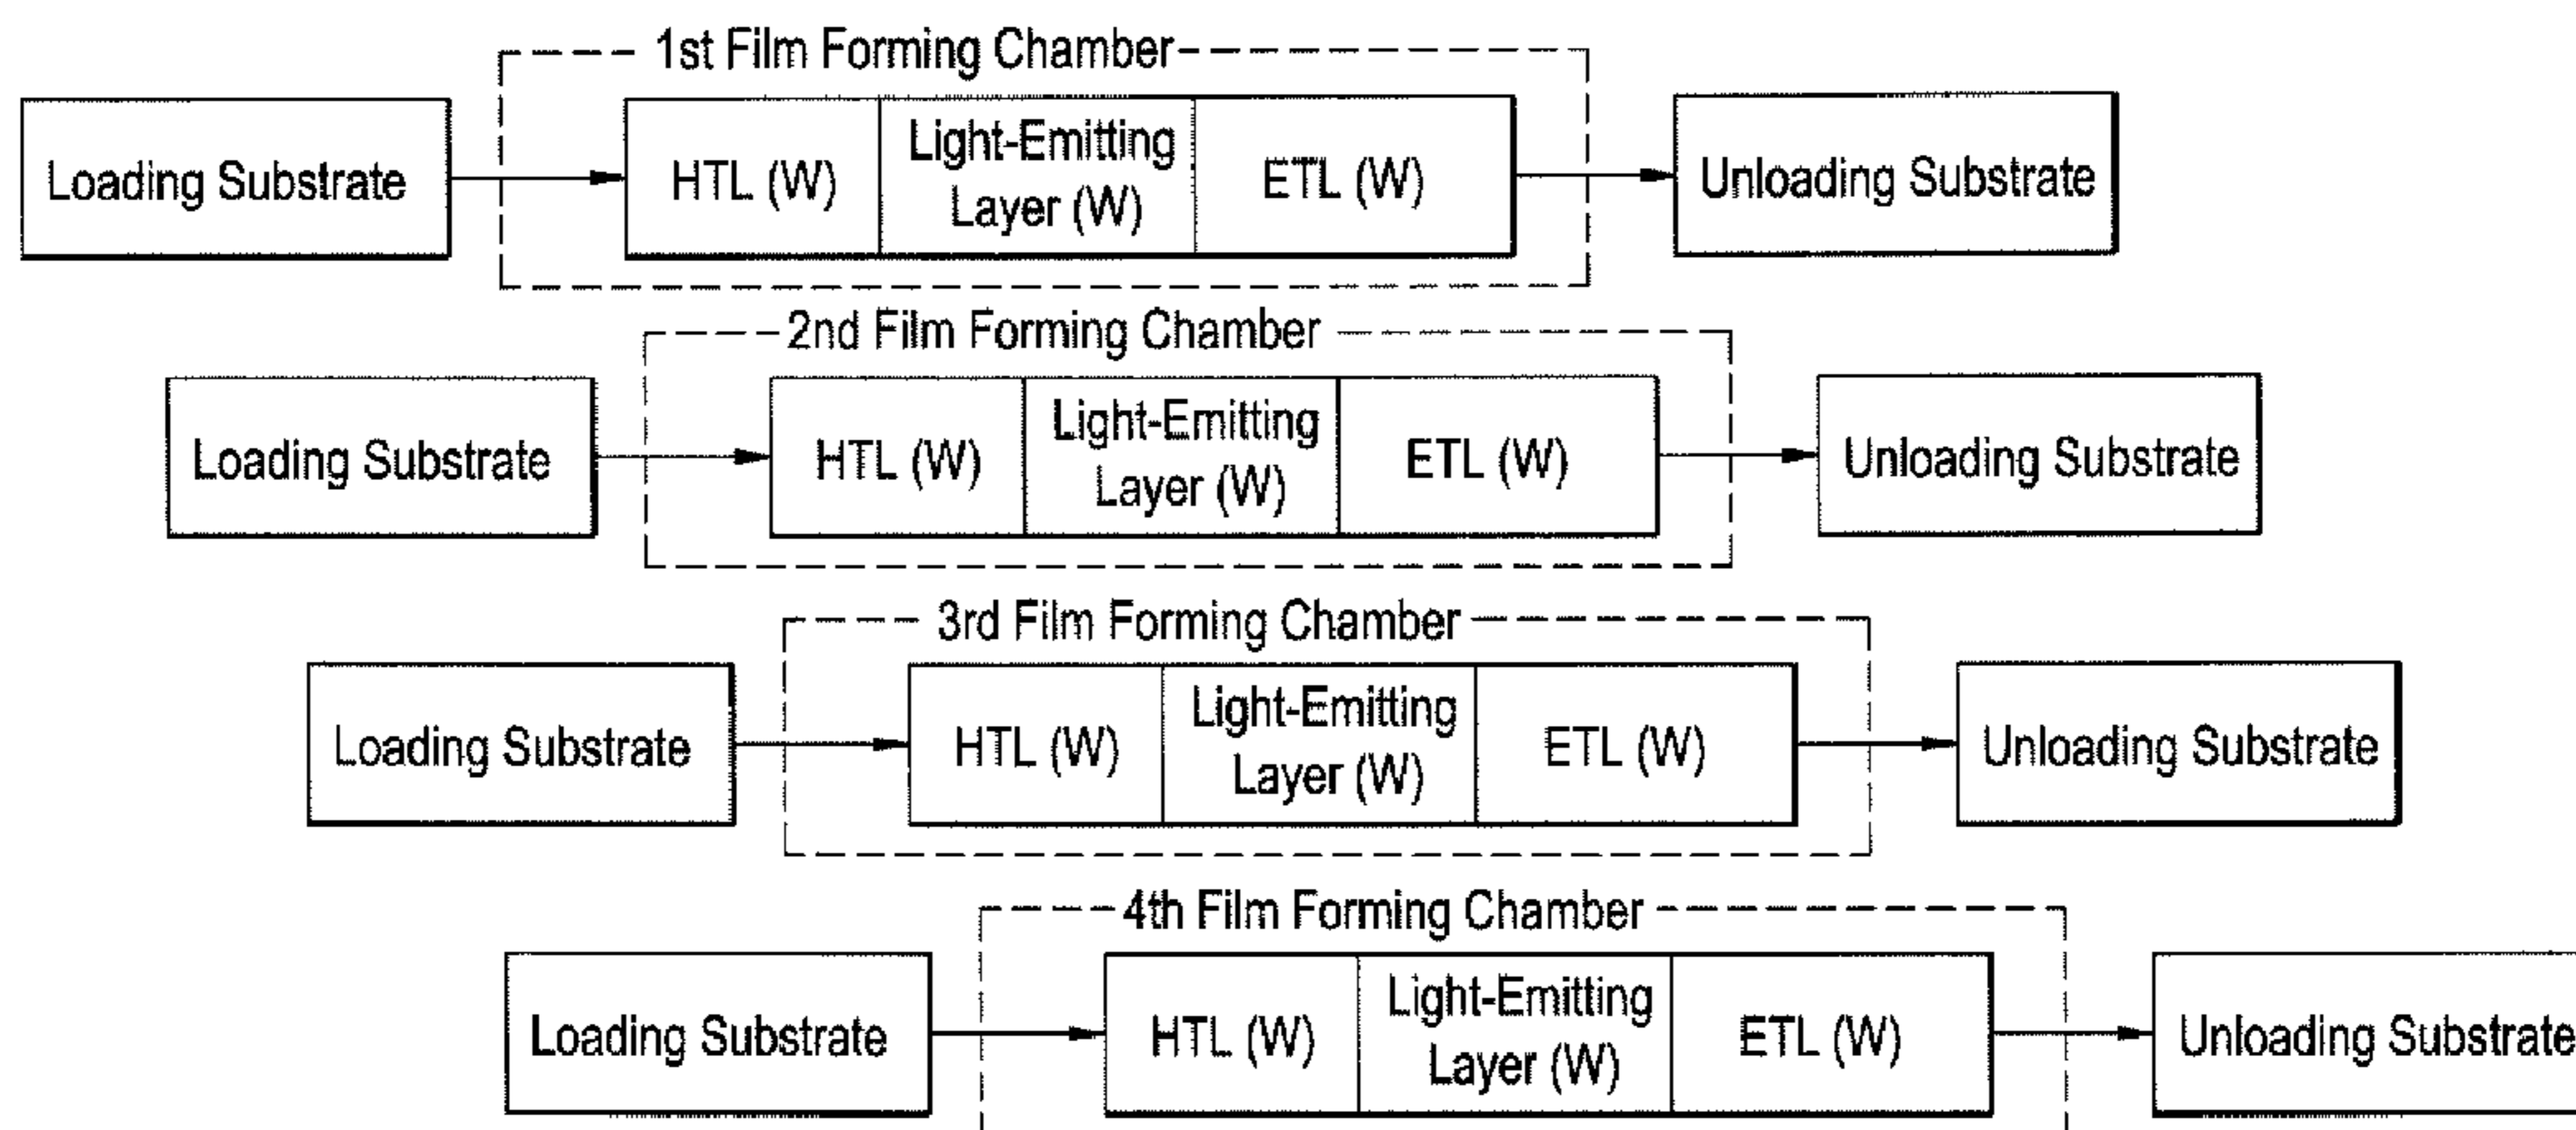 1st Film Forming Chamber
Loading Substrate
HTL (W)
Light-Emitting
Layer (W)
ETL (W)
Unloading Substrate
2nd Film Forming Chamber
Loading Substrate
HTL (W)
Light-Emitting
Layer (W)
ETL (W)
Unloading Substrate
3rd Film Forming Chamber
Loading Substrate
HTL (W)
Light-Emitting
Layer (W)
ETL (W)
Unloading Substrate
4th Film Forming Chamber
Loading Substrate
HTL (W)
Light-Emitting
Layer (W)
ETL (W)
Unloading Substrate